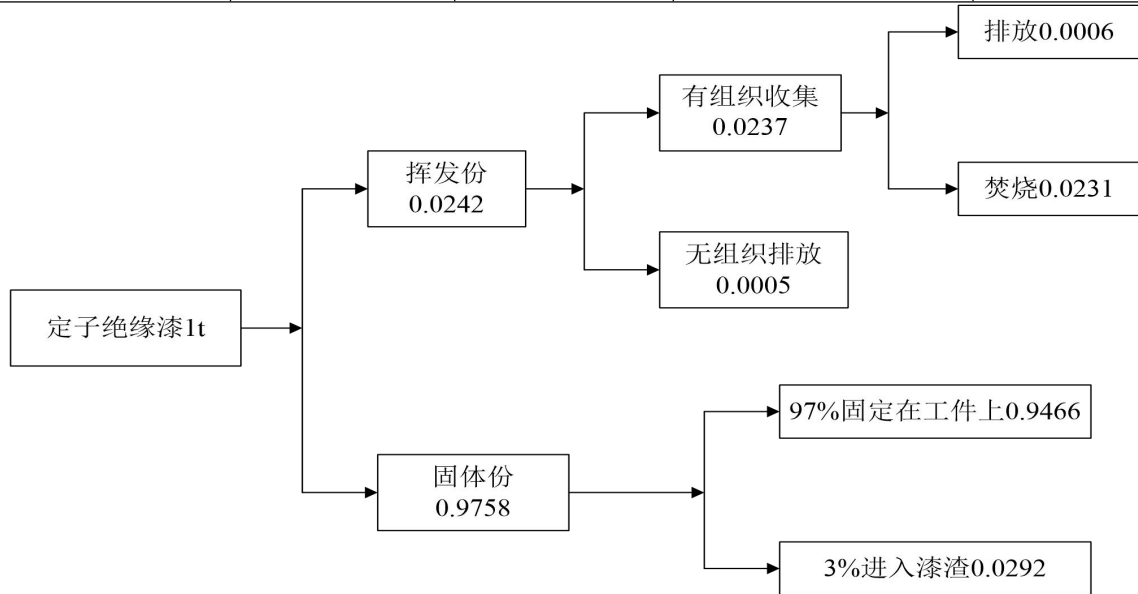 排放0.0006
有组织收集
0.0237
焚烧0.0231
挥发份
0.0242
无组织排放
0.0005
定子绝缘漆1t
97%固定在工件上0.9466
固体份
0.9758
3%进入漆渣0.0292